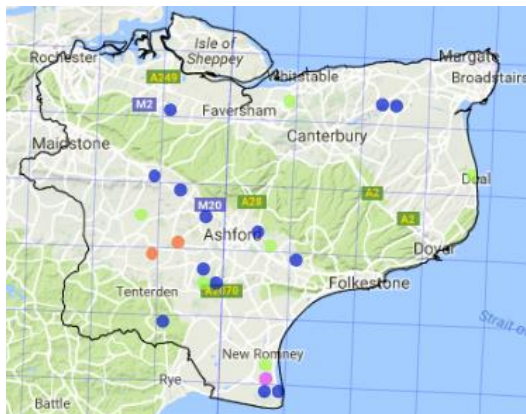 Isle of
Sheppey
Rochester
Margate
A249
Whitstable
Broadstairs
M2
Faversham
Maidstone
Canterbury
Deal
A28
A2
M20
A2
Ashford
Dover
Folkestone
Tenterden
A2070
Strait o
New Romney
Rye
Battle